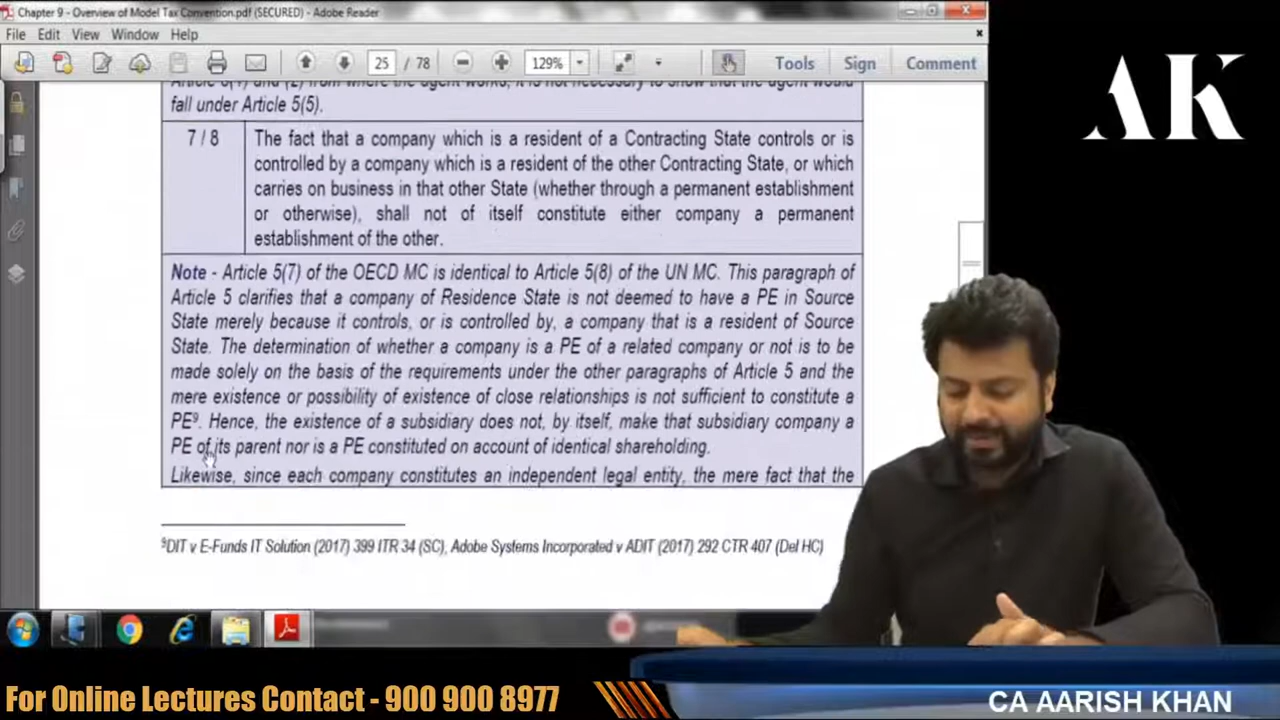 Chapter 9 - Overview of Model Tax Convention.pdf (SECURED) - Adobe Reader
File Edit View Window Help
25 / 78 129% Tools Sign Comment
AK
fall under Article 5(5).
7 / 8
The fact that a company which is a resident of a Contracting State controls or is
controlled by a company which is a resident of the other Contracting State, or which
carries on business in that other State (whether through a permanent establishment
or otherwise), shall not of itself constitute either company a permanent
establishment of the other.
Note - Article 5(7) of the OECD MC is identical to Article 5(8) of the UN MC. This paragraph of
Article 5 clarifies that a company of Residence State is not deemed to have a PE in Source
State merely because it controls, or is controlled by, a company that is a resident of Source
State. The determination of whether a company is a PE of a related company or not is to be
made solely on the basis of the requirements under the other paragraphs of Article 5 and the
mere existence or possibility of existence of close relationships is not sufficient to constitute a
PE⁹. Hence, the existence of a subsidiary does not, by itself, make that subsidiary company a
PE of its parent nor is a PE constituted on account of identical shareholding.
Likewise, since each company constitutes an independent legal entity, the mere fact that the
⁹DIT v E-Funds IT Solution (2017) 399 ITR 34 (SC), Adobe Systems Incorporated v ADIT (2017) 292 CTR 407 (Del HC)
For Online Lectures Contact - 900 900 8977
CA AARISH KHAN